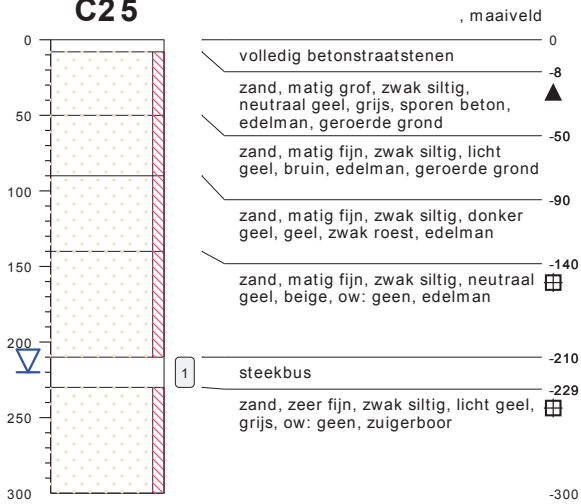 C25
, maaiveld
0
0
volledig betonstraatstenen
-8
zand, matig grof, zwak siltig,
neutraal geel, grijs, sporen beton,
edelman, geroerde grond
50
-50
zand, matig fijn, zwak siltig, licht
geel, bruin, edelman, geroerde grond
100
-90
zand, matig fijn, zwak siltig, donker
geel, geel, zwak roest, edelman
150
-140
zand, matig fijn, zwak siltig, neutraal
geel, beige, ow: geen, edelman
200
-210
1
steekbus
-229
zand, zeer fijn, zwak siltig, licht geel,
grijs, ow: geen, zuigerboor
250
300
-300